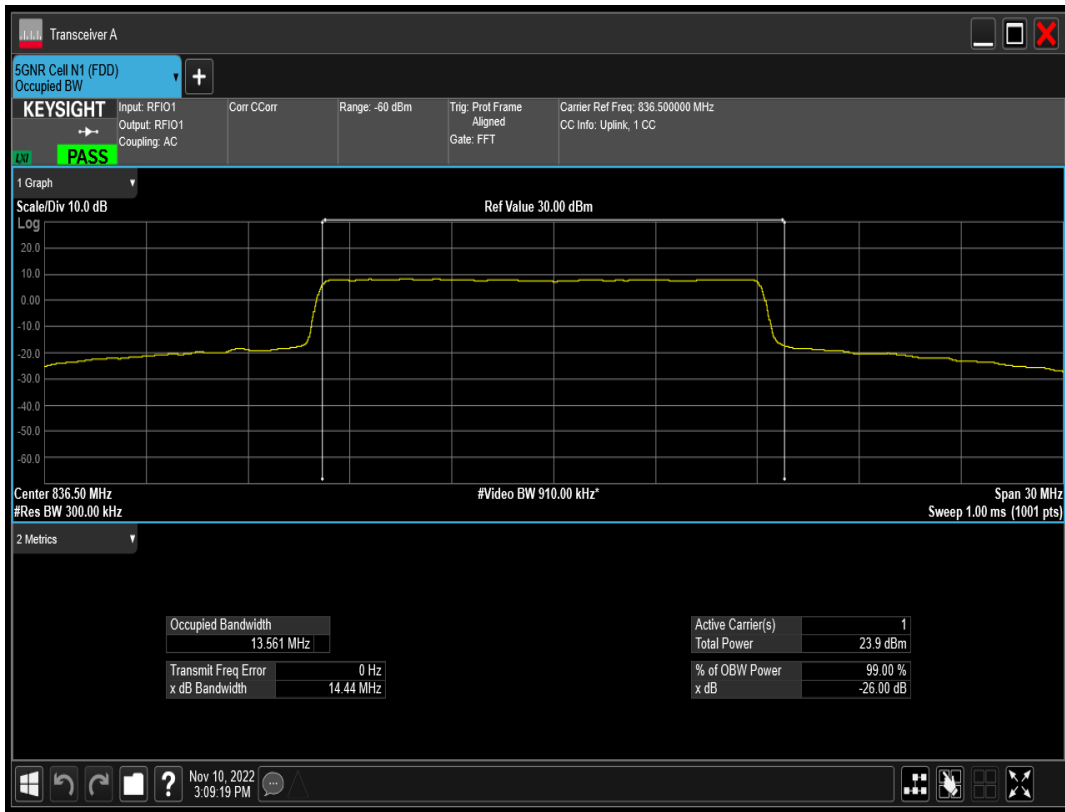 Transceiver A
5GNR Cell N1 (FDD)
Occupied BW
+
KEYSIGHT
LXI
PASS
Input: RFIO1
Output: RFIO1
Coupling: AC
Corr CCorr
Range: -60 dBm
Trig: Prot Frame
Aligned
Gate: FFT
Carrier Ref Freq: 836.500000 MHz
CC Info: Uplink, 1 CC
1 Graph
Scale/Div 10.0 dB
Ref Value 30.00 dBm
Log
20.0
10.0
0.00
-10.0
-20.0
-30.0
-40.0
-50.0
-60.0
Center 836.50 MHz
#Video BW 910.00 kHz*
Span 30 MHz
#Res BW 300.00 kHz
Sweep 1.00 ms (1001 pts)
2 Metrics
Occupied Bandwidth
13.561 MHz
Transmit Freq Error 0 Hz
x dB Bandwidth 14.44 MHz
Active Carrier(s) 1
Total Power 23.9 dBm
% of OBW Power 99.00 %
x dB -26.00 dB
?
Nov 10, 2022
3:09:19 PM